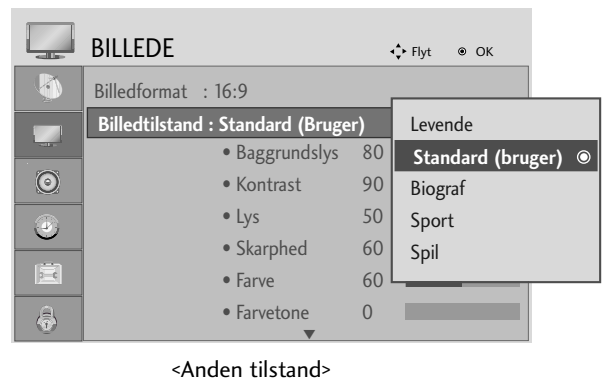 BILLEDE
Flyt OK
Billedformat : 16:9
Billedtilstand : Standard (Bruger)
• Baggrundslys 80
• Kontrast 90
• Lys 50
• Skarphed 60
• Farve 60
• Farvetone 0
Levende
Standard (bruger)
Biograf
Sport
Spil
<Anden tilstand>